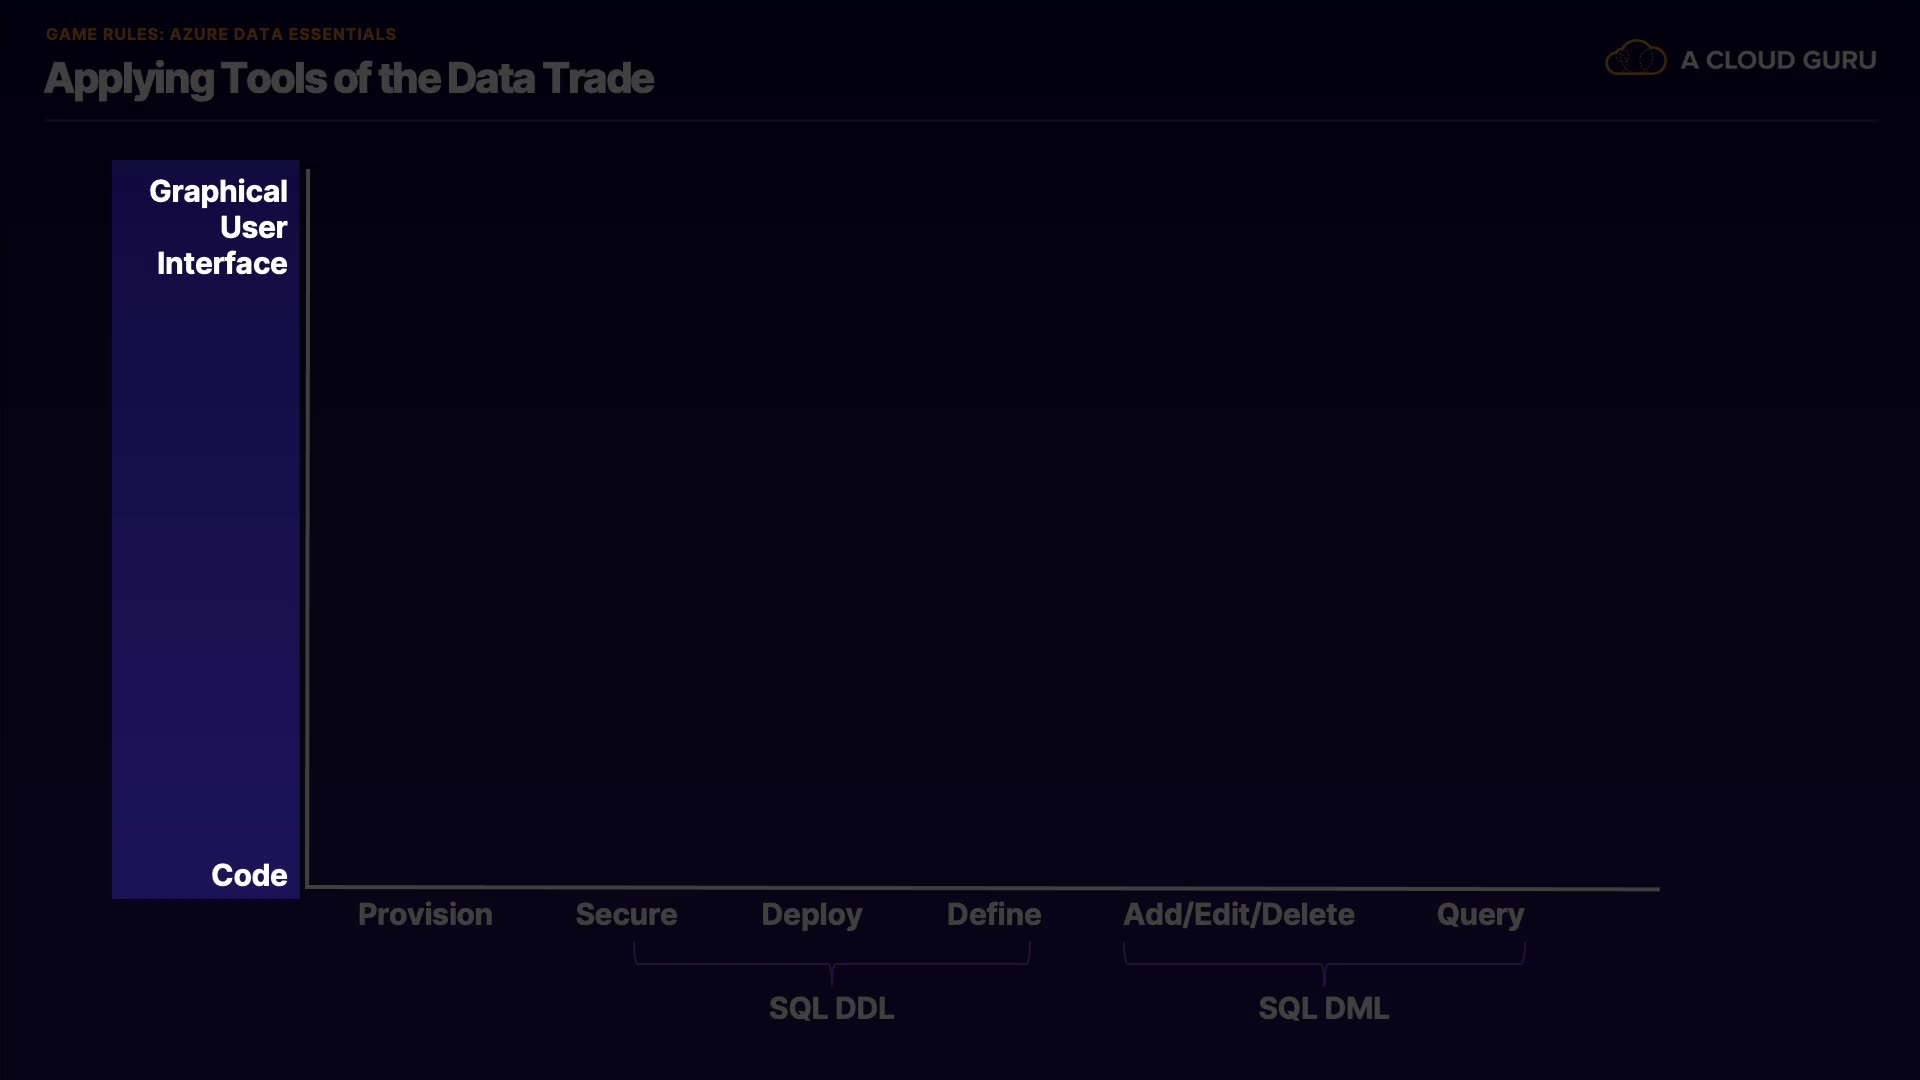 GAME RULES: AZURE DATA ESSENTIALS
Applying Tools of the Data Trade
A CLOUD GURU
Graphical
User
Interface
Code
Provision Secure Deploy Define Add/Edit/Delete Query
SQL DDL SQL DML